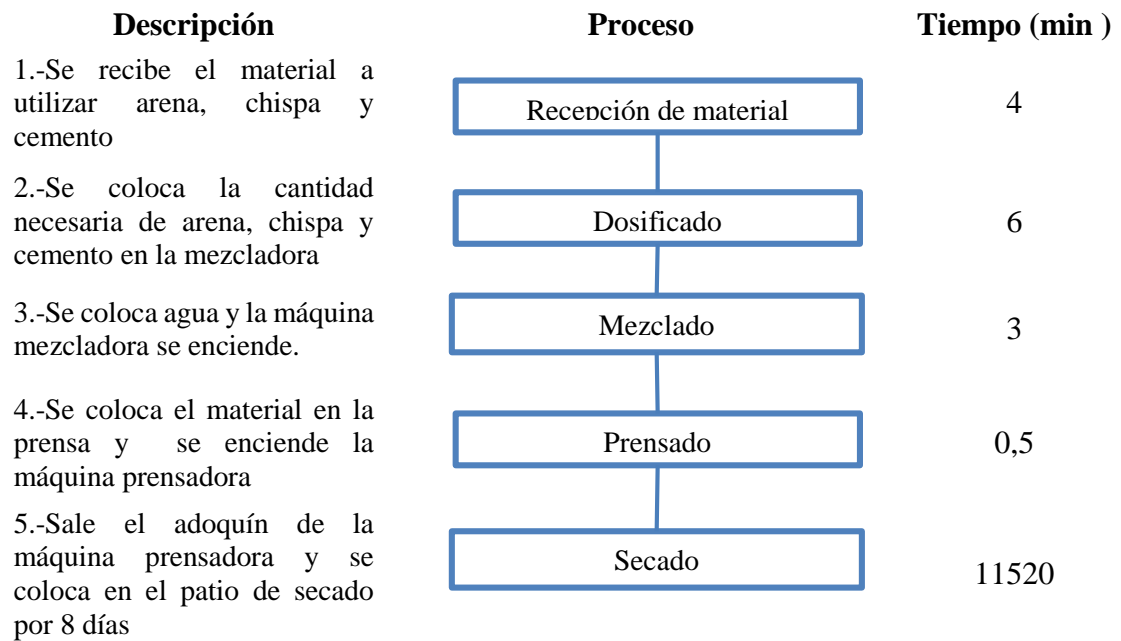 Descripción Proceso Tiempo (min )
1.-Se recibe el material a
utilizar arena, chispa y
cemento
Recepción de material
4
2.-Se coloca la cantidad
necesaria de arena, chispa y
cemento en la mezcladora
Dosificado
6
3.-Se coloca agua y la máquina
mezcladora se enciende.
Mezclado
3
4.-Se coloca el material en la
prensa y se enciende la
máquina prensadora
Prensado
0,5
5.-Sale el adoquín de la
máquina prensadora y se
coloca en el patio de secado
por 8 días
Secado
11520